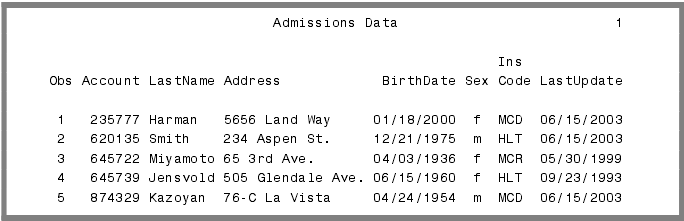 Admissions Data 1
Ins
Obs Account LastName Address BirthDate Sex Code LastUpdate
1 235777 Harman 5656 Land Way 01/18/2000 f MCD 06/15/2003
2 620135 Smith 234 Aspen St. 12/21/1975 m HLT 06/15/2003
3 645722 Miyamoto 65 3rd Ave. 04/03/1936 f MCR 05/30/1999
4 645739 Jensvold 505 Glendale Ave. 06/15/1960 f HLT 09/23/1993
5 874329 Kazoyan 76-C La Vista 04/24/1954 m MCD 06/15/2003